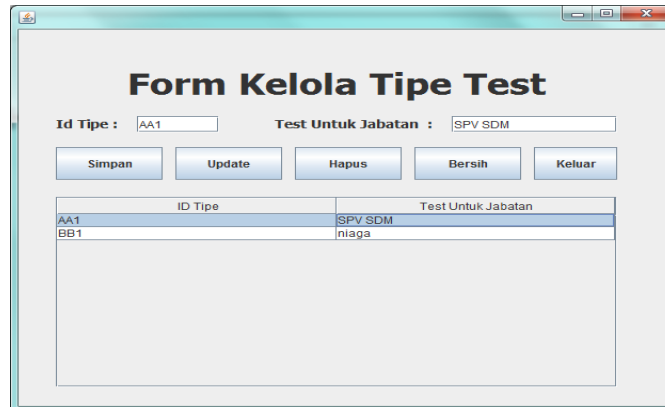 Form Kelola Tipe Test
Id Tipe : AA1 Test Untuk Jabatan : SPV SDM
Simpan Update Hapus Bersih Keluar
ID Tipe Test Untuk Jabatan
AA1 SPV SDM
BB1 niaga